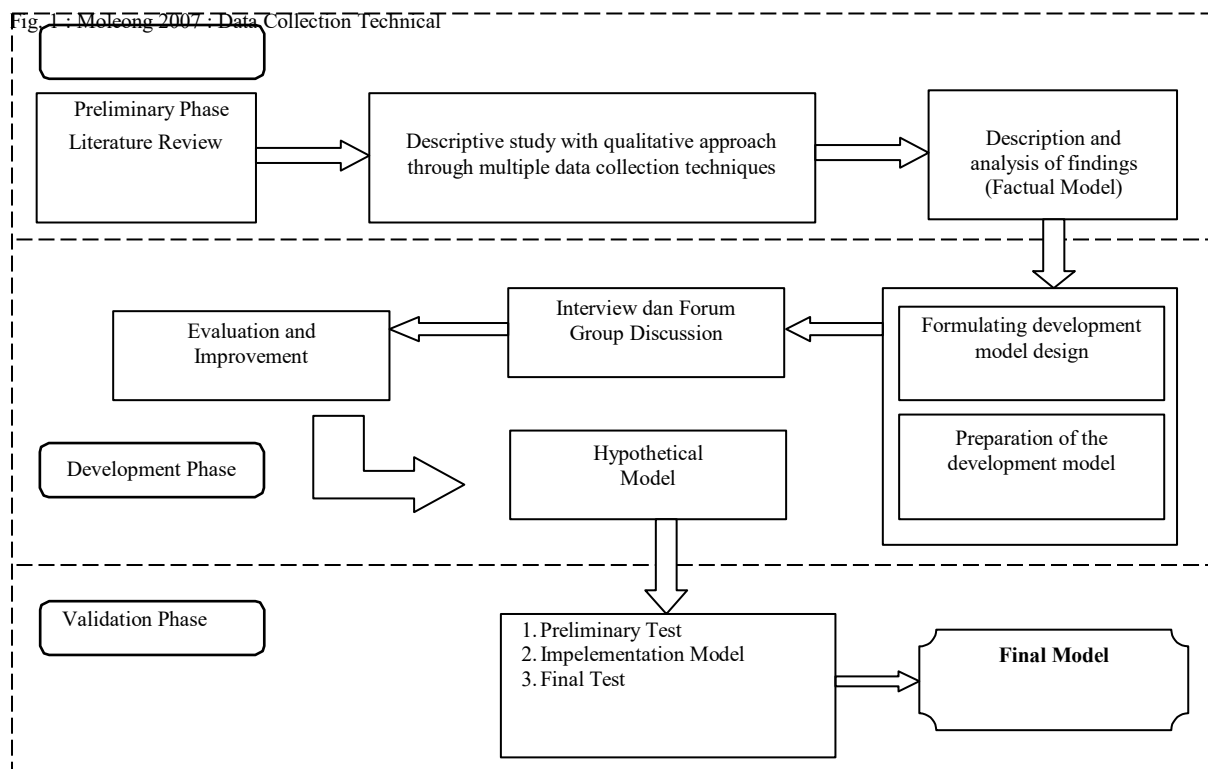 Fig. 1 : Moleong 2007 : Data Collection Technical
Preliminary Phase
Literature Review
Descriptive study with qualitative approach
through multiple data collection techniques
Description and
analysis of findings
(Factual Model)
Formulating development
model design
Preparation of the
development model
Interview dan Forum
Group Discussion
Evaluation and
Improvement
Development Phase
Hypothetical
Model
Validation Phase
1. Preliminary Test
2. Impelementation Model
3. Final Test
Final Model